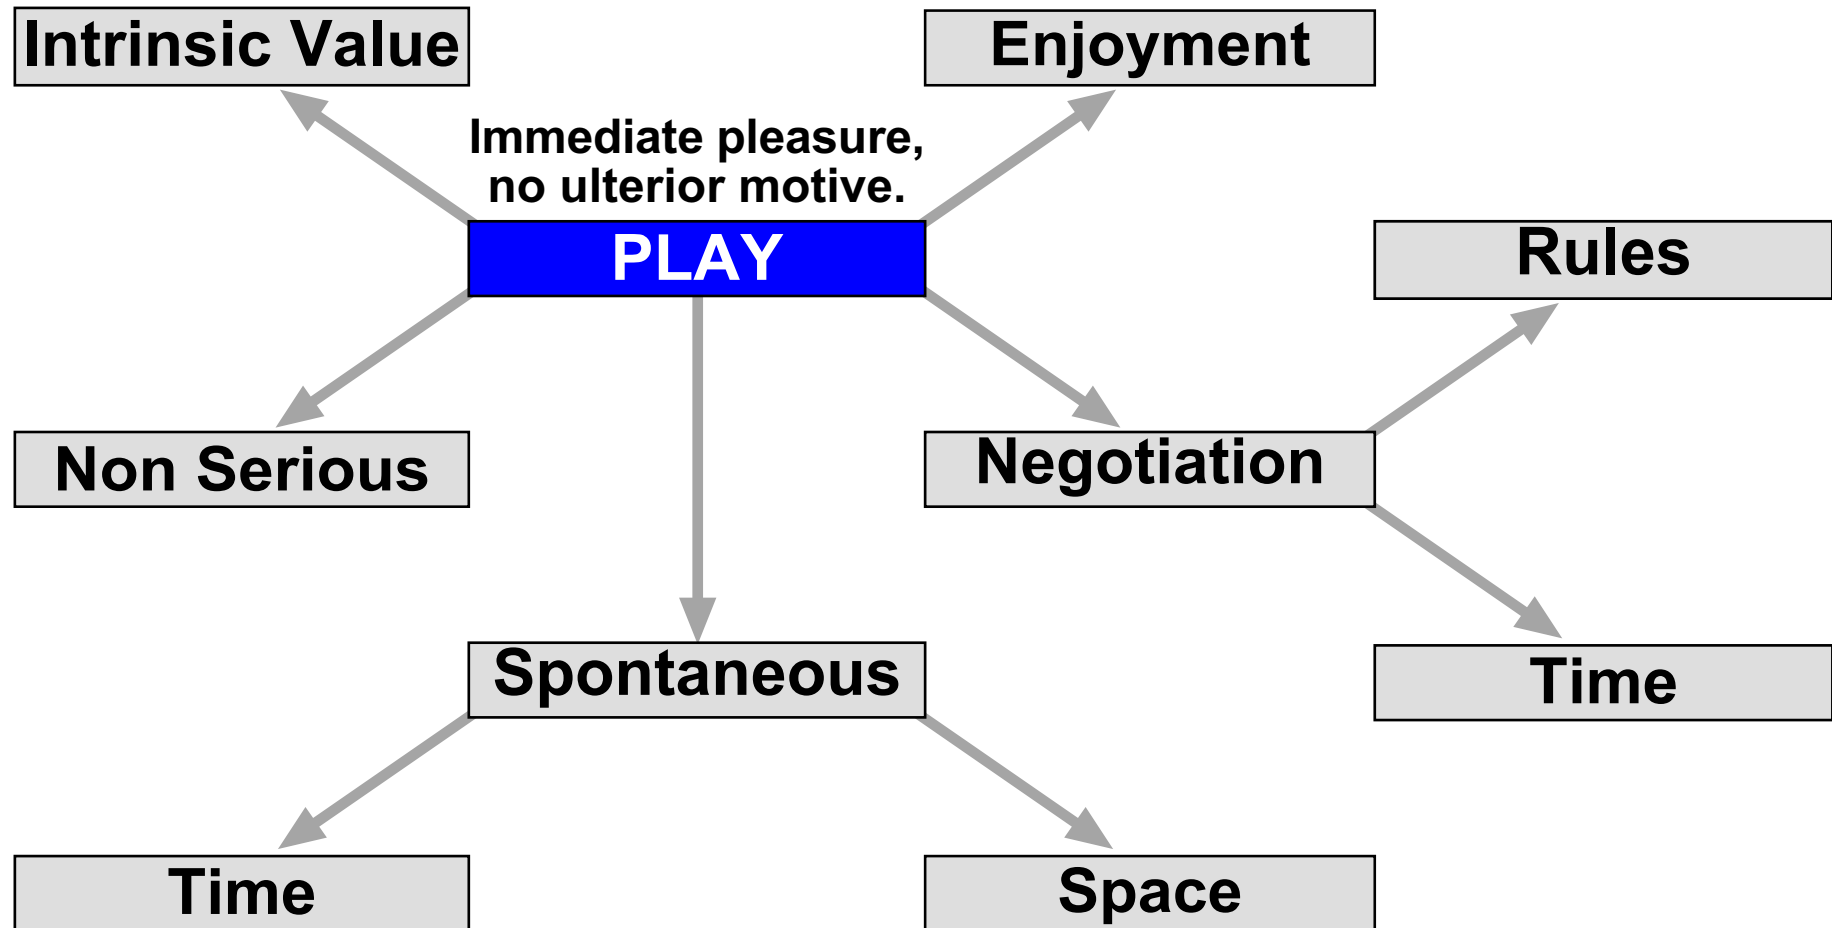 Intrinsic Value
Enjoyment
Immediate pleasure,
no ulterior motive.
PLAY
Rules
Non Serious
Negotiation
Spontaneous
Time
Time
Space